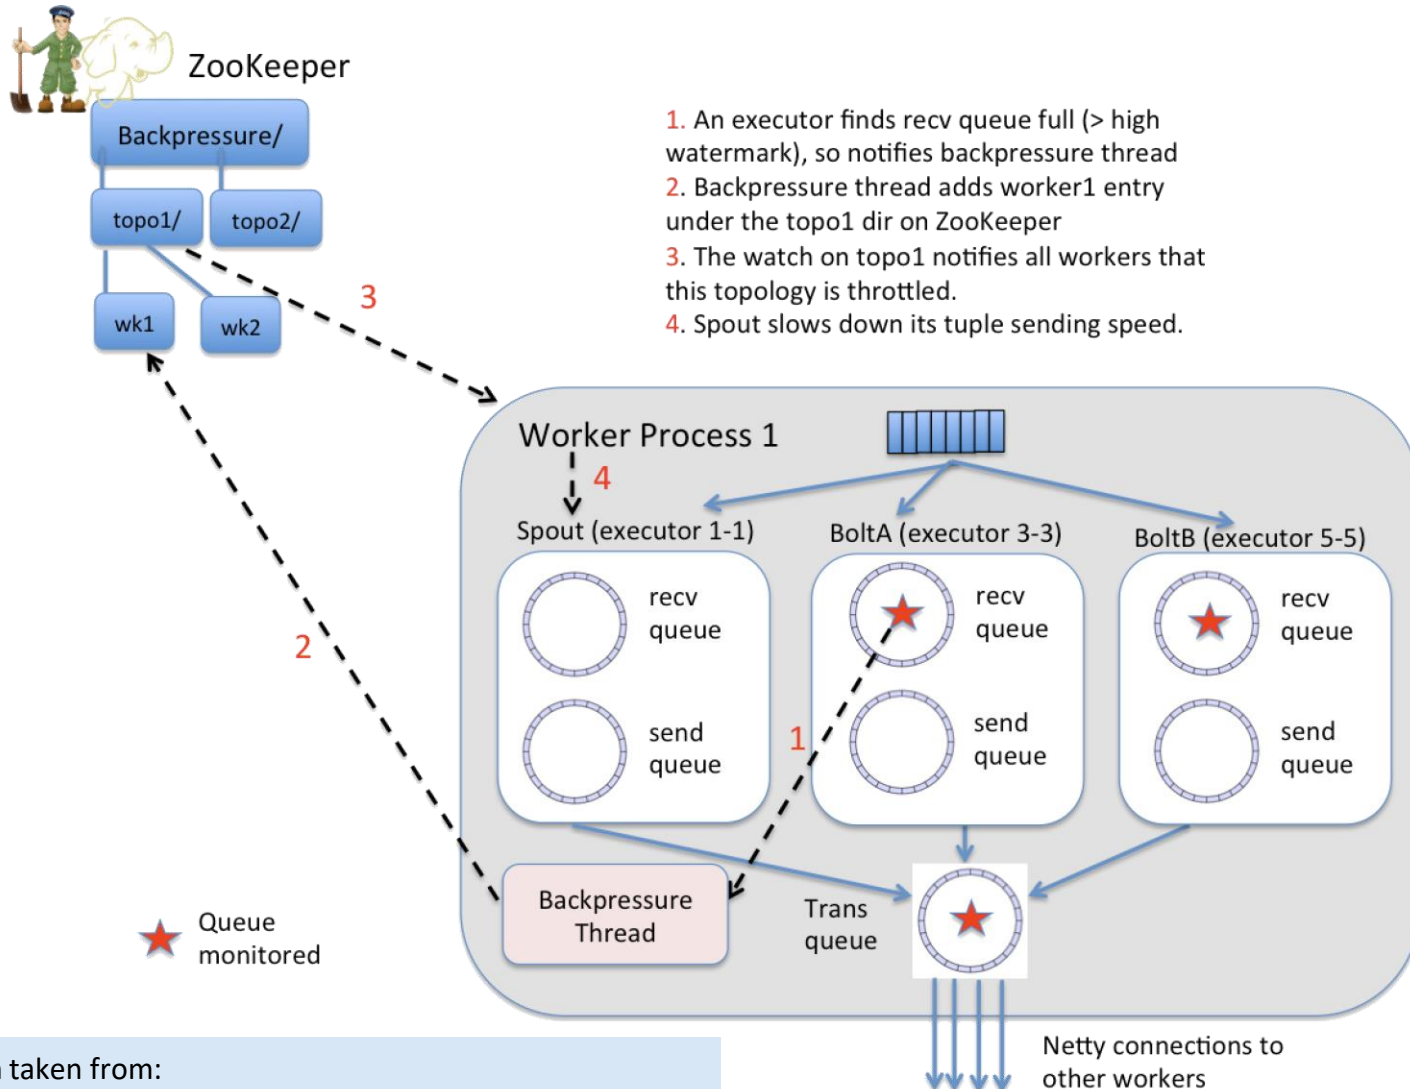 ZooKeeper
Backpressure/
topo1/
topo2/
wk1
wk2
1. An executor finds recv queue full (> high
watermark), so notifies backpressure thread
2. Backpressure thread adds worker1 entry
under the topo1 dir on ZooKeeper
3. The watch on topo1 notifies all workers that
this topology is throttled.
4. Spout slows down its tuple sending speed.
3
Worker Process 1
4
Spout (executor 1-1)
BoltA (executor 3-3)
BoltB (executor 5-5)
recv
queue
recv
queue
recv
queue
2
send
queue
1
send
queue
send
queue
Backpressure
Thread
Trans
queue
Queue
monitored
Netty connections to
other workers
taken from: